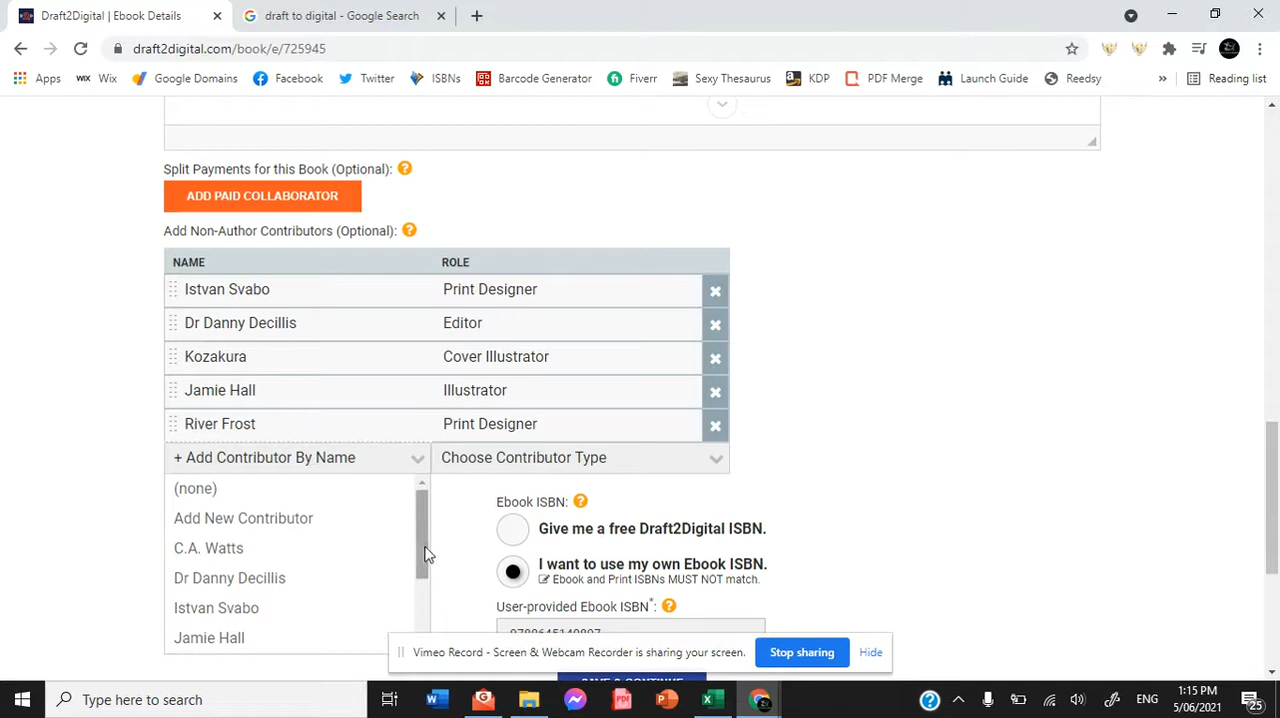 Draft2Digital | Ebook Details
draft to digital - Google Search
draft2digital.com/book/e/725945
Apps
WIX Wix
Google Domains
Facebook
Twitter
ISBNs
Barcode Generator
Fiverr
Sexy Thesaurus
KDP
PDF Merge
Launch Guide
Reedsy
»
Reading list
Split Payments for this Book (Optional): ?
ADD PAID COLLABORATOR
Add Non-Author Contributors (Optional): ?
NAME ROLE
Istvan Svabo Print Designer
Dr Danny Decillis Editor
Kozakura Cover Illustrator
Jamie Hall Illustrator
River Frost Print Designer
+ Add Contributor By Name Choose Contributor Type
(none)
Add New Contributor
C.A. Watts
Dr Danny Decillis
Istvan Svabo
Jamie Hall
Ebook ISBN: ?
Give me a free Draft2Digital ISBN.
I want to use my own Ebook ISBN.
Ebook and Print ISBNs MUST NOT match.
User-provided Ebook ISBN*: ?
Vimeo Record - Screen & Webcam Recorder is sharing your screen. Stop sharing Hide
SAVE & CONTINUE
Type here to search
ENG
1:15 PM
5/06/2021
25